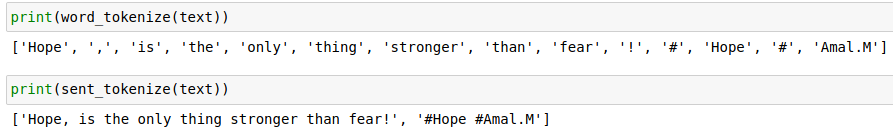 print(word_tokenize(text))
['Hope', ',', 'is', 'the', 'only', 'thing', 'stronger', 'than', 'fear', '!', '#', 'Hope', '#', 'Amal.M']
print(sent_tokenize(text))
['Hope, is the only thing stronger than fear!', '#Hope #Amal.M']